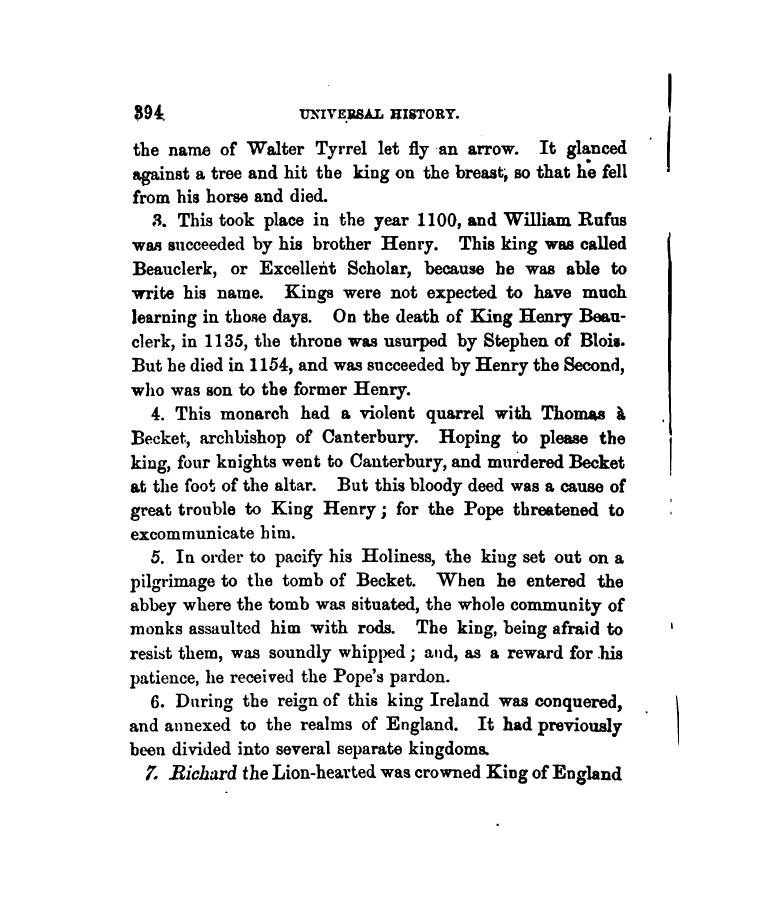 394 UNIVERSAL HISTORY.
the name of Walter Tyrrel let fly an arrow. It glanced
against a tree and hit the king on the breast, so that he fell
from his horse and died.
3. This took place in the year 1100, and William Rufus
was succeeded by his brother Henry. This king was called
Beauclerk, or Excellent Scholar, because he was able to
write his name. Kings were not expected to have much
learning in those days. On the death of King Henry Beau-
clerk, in 1135, the throne was usurped by Stephen of Blois.
But he died in 1154, and was succeeded by Henry the Second,
who was son to the former Henry.
4. This monarch had a violent quarrel with Thomas à
Becket, archbishop of Canterbury. Hoping to please the
king, four knights went to Canterbury, and murdered Becket
at the foot of the altar. But this bloody deed was a cause of
great trouble to King Henry; for the Pope threatened to
excommunicate him.
5. In order to pacify his Holiness, the king set out on a
pilgrimage to the tomb of Becket. When he entered the
abbey where the tomb was situated, the whole community of
monks assaulted him with rods. The king, being afraid to
resist them, was soundly whipped; and, as a reward for his
patience, he received the Pope's pardon.
6. During the reign of this king Ireland was conquered,
and annexed to the realms of England. It had previously
been divided into several separate kingdoms.
7. Richard the Lion-hearted was crowned King of England